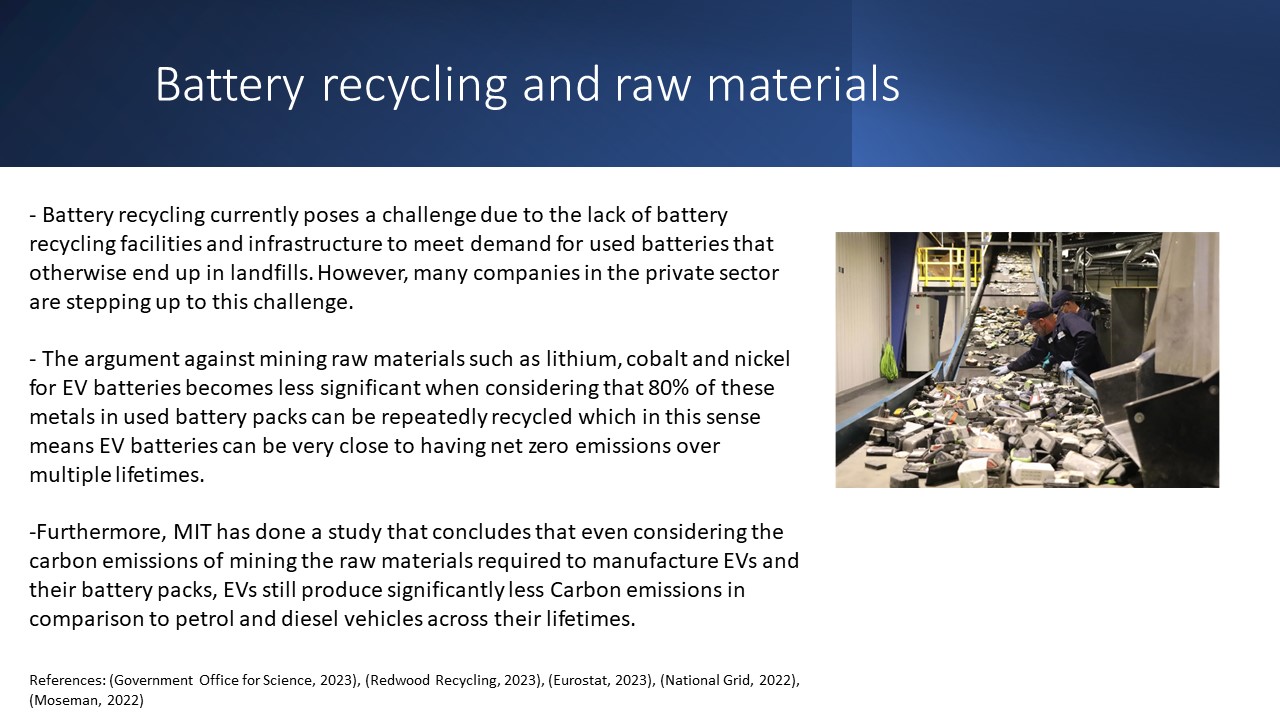 Battery recycling and raw materials
- Battery recycling currently poses a challenge due to the lack of battery
recycling facilities and infrastructure to meet demand for used batteries that
otherwise end up in landfills. However, many companies in the private sector
are stepping up to this challenge.
- The argument against mining raw materials such as lithium, cobalt and nickel
for EV batteries becomes less significant when considering that 80% of these
metals in used battery packs can be repeatedly recycled which in this sense
means EV batteries can be very close to having net zero emissions over
multiple lifetimes.
-Furthermore, MIT has done a study that concludes that even considering the
carbon emissions of mining the raw materials required to manufacture EVs and
their battery packs, EVs still produce significantly less Carbon emissions in
comparison to petrol and diesel vehicles across their lifetimes.
References: (Government Office for Science, 2023), (Redwood Recycling, 2023), (Eurostat, 2023), (National Grid, 2022),
(Moseman, 2022)